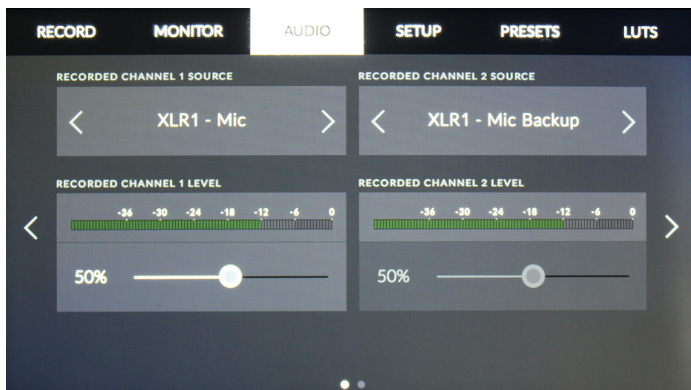 RECORD MONITOR AUDIO SETUP PRESETS LUTS
RECORDED CHANNEL 1 SOURCE RECORDED CHANNEL 2 SOURCE
XLR1 - Mic XLR1 - Mic Backup
RECORDED CHANNEL 1 LEVEL RECORDED CHANNEL 2 LEVEL
-36 -30 -24 -18 -12 -6 0 -36 -30 -24 -18 -12 -6 0
50% 50%